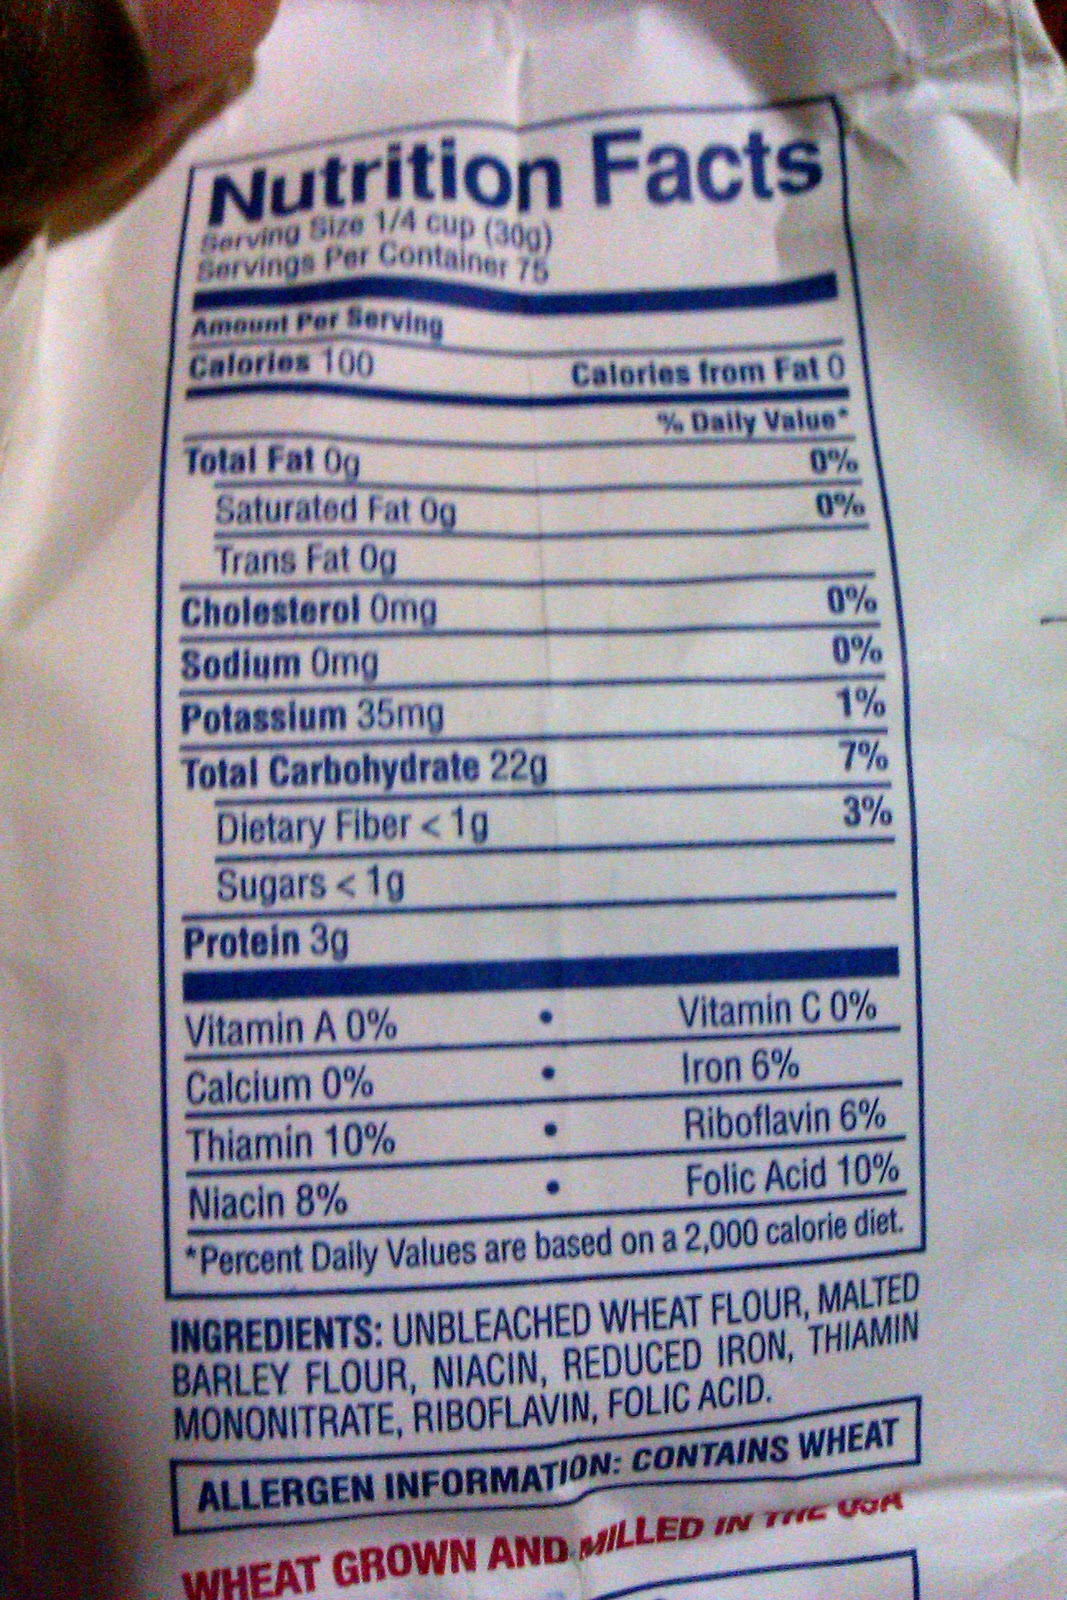 Nutrition Facts
Serving Size 1/4 cup (30g)
Servings Per Container 75
Amount Per Serving
Calories 100 Calories from Fat 0
% Daily Value*
Total Fat 0g 0%
Saturated Fat 0g 0%
Trans Fat 0g
Cholesterol 0mg 0%
Sodium 0mg 0%
Potassium 35mg 1%
Total Carbohydrate 22g 7%
Dietary Fiber < 1g 3%
Sugars < 1g
Protein 3g
Vitamin A 0% • Vitamin C 0%
Calcium 0% • Iron 6%
Thiamin 10% • Riboflavin 6%
Niacin 8% • Folic Acid 10%
*Percent Daily Values are based on a 2,000 calorie diet.
INGREDIENTS: UNBLEACHED WHEAT FLOUR, MALTED
BARLEY FLOUR, NIACIN, REDUCED IRON, THIAMIN
MONONITRATE, RIBOFLAVIN, FOLIC ACID.
ALLERGEN INFORMATION: CONTAINS WHEAT
WHEAT GROWN AND MILLED IN THE USA